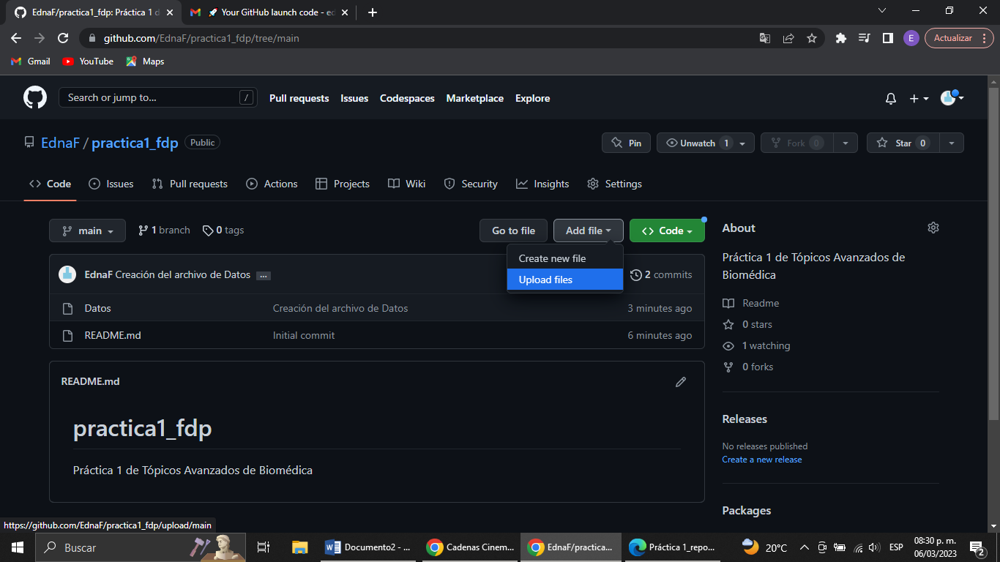 EdnaF/practica1_fdp: Práctica 1 d
🚀 Your GitHub launch code - ed
github.com/EdnaF/practica1_fdp/tree/main
E
Actualizar
Gmail
YouTube
Maps
Search or jump to...
/
Pull requests
Issues
Codespaces
Marketplace
Explore
EdnaF / practica1_fdp
Public
Pin
Unwatch 1
Fork 0
Star 0
Code
Issues
Pull requests
Actions
Projects
Wiki
Security
Insights
Settings
main
1 branch
0 tags
Go to file
Add file
Code
Create new file
Upload files
EdnaF Creación del archivo de Datos ...
2 commits
Datos
Creación del archivo de Datos
3 minutes ago
README.md
Initial commit
6 minutes ago
README.md
practica1_fdp
Práctica 1 de Tópicos Avanzados de Biomédica
About
Práctica 1 de Tópicos Avanzados de
Biomédica
Readme
0 stars
1 watching
0 forks
Releases
No releases published
Create a new release
Packages
https://github.com/EdnaF/practica1_fdp/upload/main
Buscar
Documento2 - ...
Cadenas Cinem...
EdnaF/practica...
Práctica 1_repo...
20°C
ESP
08:30 p. m.
06/03/2023
2